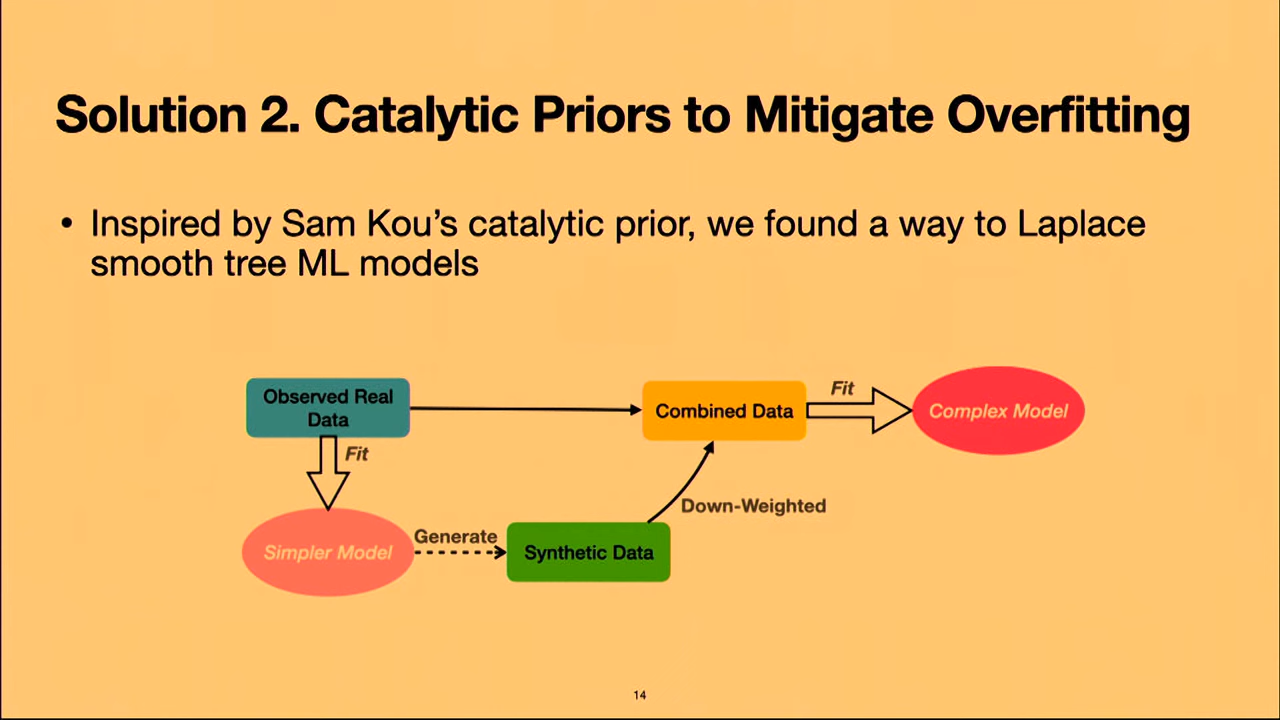 Solution 2. Catalytic Priors to Mitigate Overfitting
• Inspired by Sam Kou’s catalytic prior, we found a way to Laplace
smooth tree ML models
Observed Real
Data
Combined Data
Fit
Complex Model
Fit
Down-Weighted
Simpler Model
Generate
Synthetic Data
14